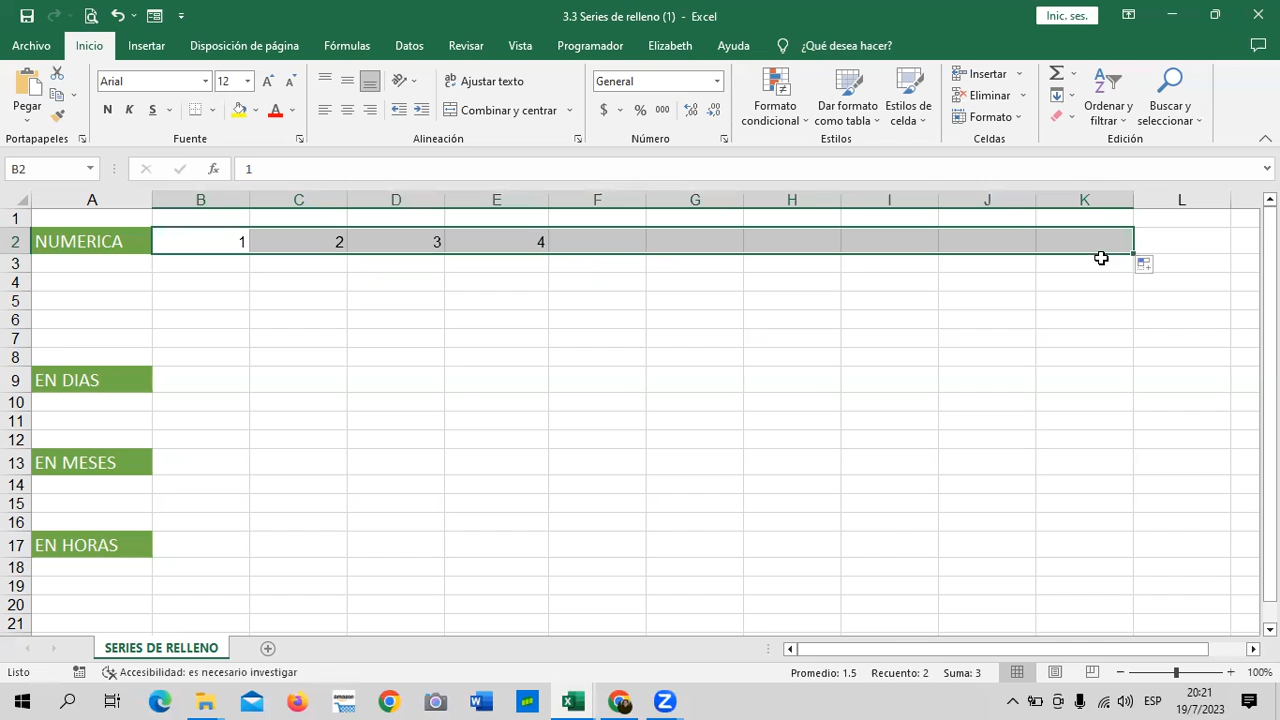 3.3 Series de relleno (1) - Excel
Inic. ses.
Archivo Inicio Insertar Disposición de página Fórmulas Datos Revisar Vista Programador Elizabeth Ayuda ¿Qué desea hacer?
Pegar
Portapapeles
Arial 12
N K S
Fuente
Ajustar texto
Combinar y centrar
Alineación
General
$ % 000
Número
Formato condicional
Dar formato como tabla
Estilos de celda
Estilos
Insertar
Eliminar
Formato
Celdas
Ordenar y filtrar
Buscar y seleccionar
Edición
B2 fx 1
A B C D E F G H I J K L
1
2 NUMERICA 1 2 3 4
3
4
5
6
7
8
9 EN DIAS
10
11
12
13 EN MESES
14
15
16
17 EN HORAS
18
19
20
21
SERIES DE RELLENO
Listo Accesibilidad: es necesario investigar Promedio: 1.5 Recuento: 2 Suma: 3 100%
ESP 20:21
19/7/2023